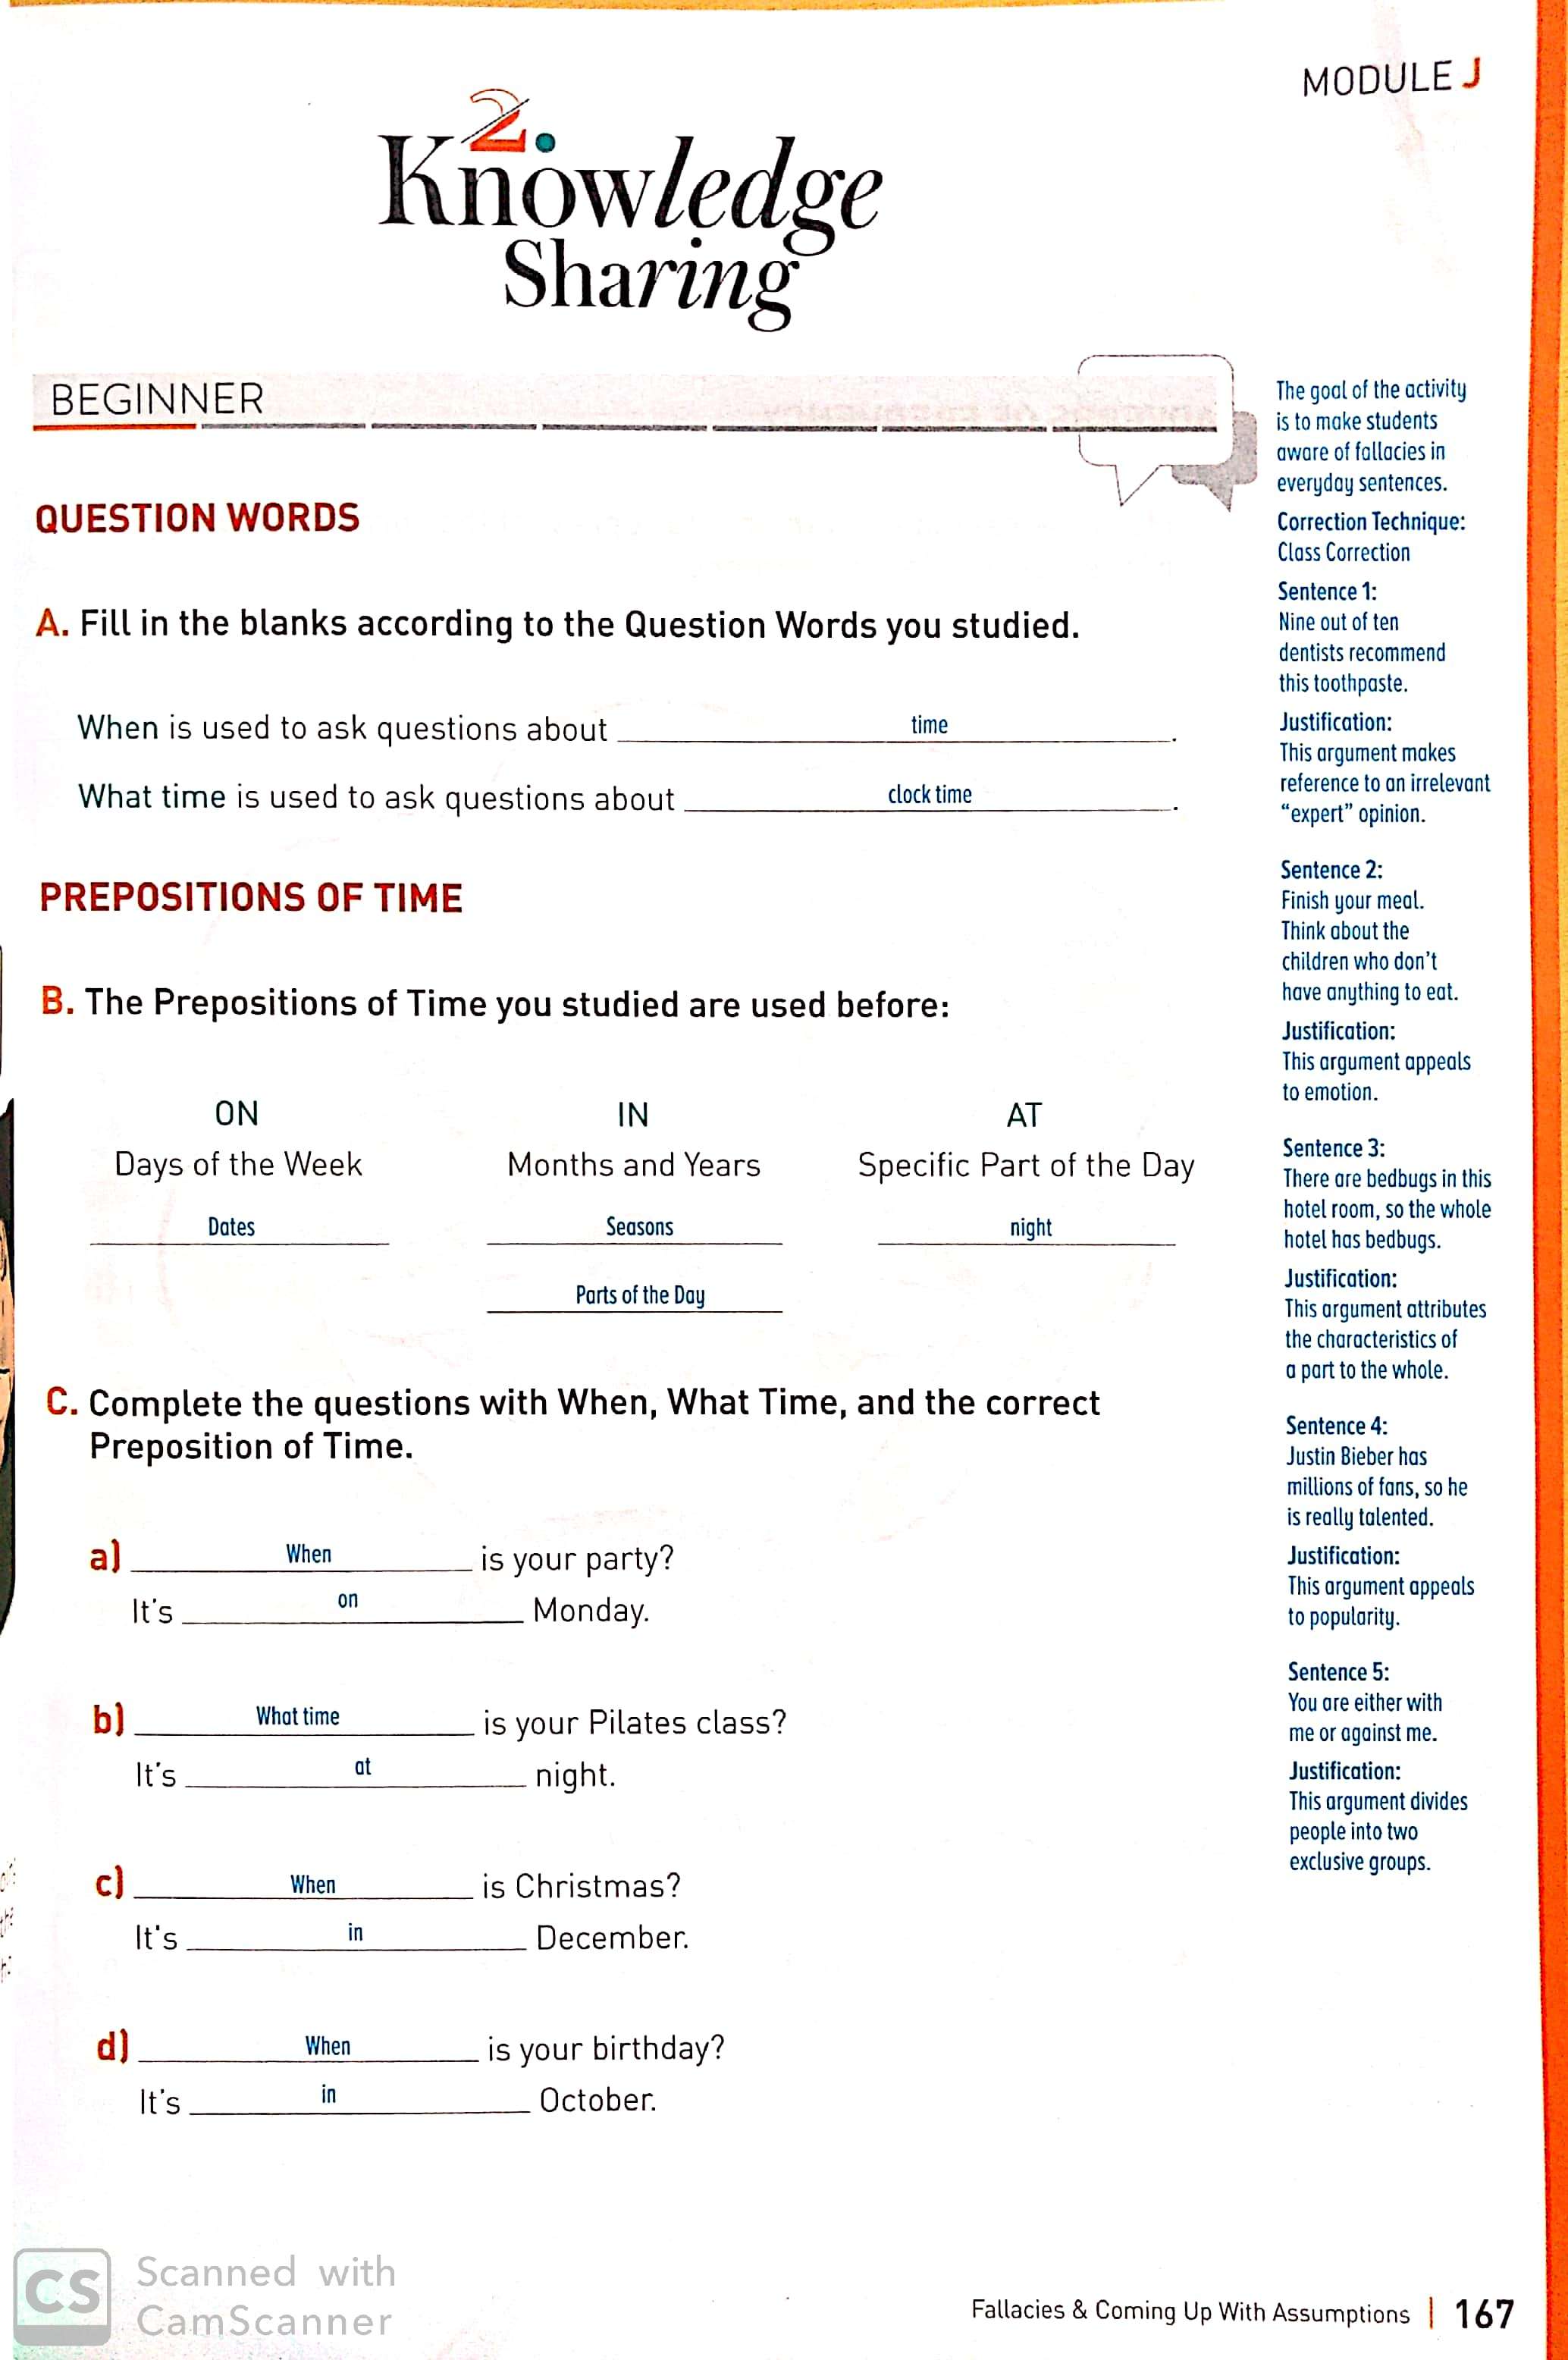 MODULE J
2.
Knowledge
Sharing
BEGINNER
QUESTION WORDS
A. Fill in the blanks according to the Question Words you studied.
When is used to ask questions about time.
What time is used to ask questions about clock time.
PREPOSITIONS OF TIME
B. The Prepositions of Time you studied are used before:
ON IN AT
Days of the Week Months and Years Specific Part of the Day
Dates Seasons night
Parts of the Day
C. Complete the questions with When, What Time, and the correct
Preposition of Time.
a) When is your party?
It's on Monday.
b) What time is your Pilates class?
It's at night.
c) When is Christmas?
It's in December.
d) When is your birthday?
It's in October.
The goal of the activity
is to make students
aware of fallacies in
everyday sentences.
Correction Technique:
Class Correction
Sentence 1:
Nine out of ten
dentists recommend
this toothpaste.
Justification:
This argument makes
reference to an irrelevant
“expert” opinion.
Sentence 2:
Finish your meal.
Think about the
children who don't
have anything to eat.
Justification:
This argument appeals
to emotion.
Sentence 3:
There are bedbugs in this
hotel room, so the whole
hotel has bedbugs.
Justification:
This argument attributes
the characteristics of
a part to the whole.
Sentence 4:
Justin Bieber has
millions of fans, so he
is really talented.
Justification:
This argument appeals
to popularity.
Sentence 5:
You are either with
me or against me.
Justification:
This argument divides
people into two
exclusive groups.
CS Scanned with
CamScanner
Fallacies & Coming Up With Assumptions | 167